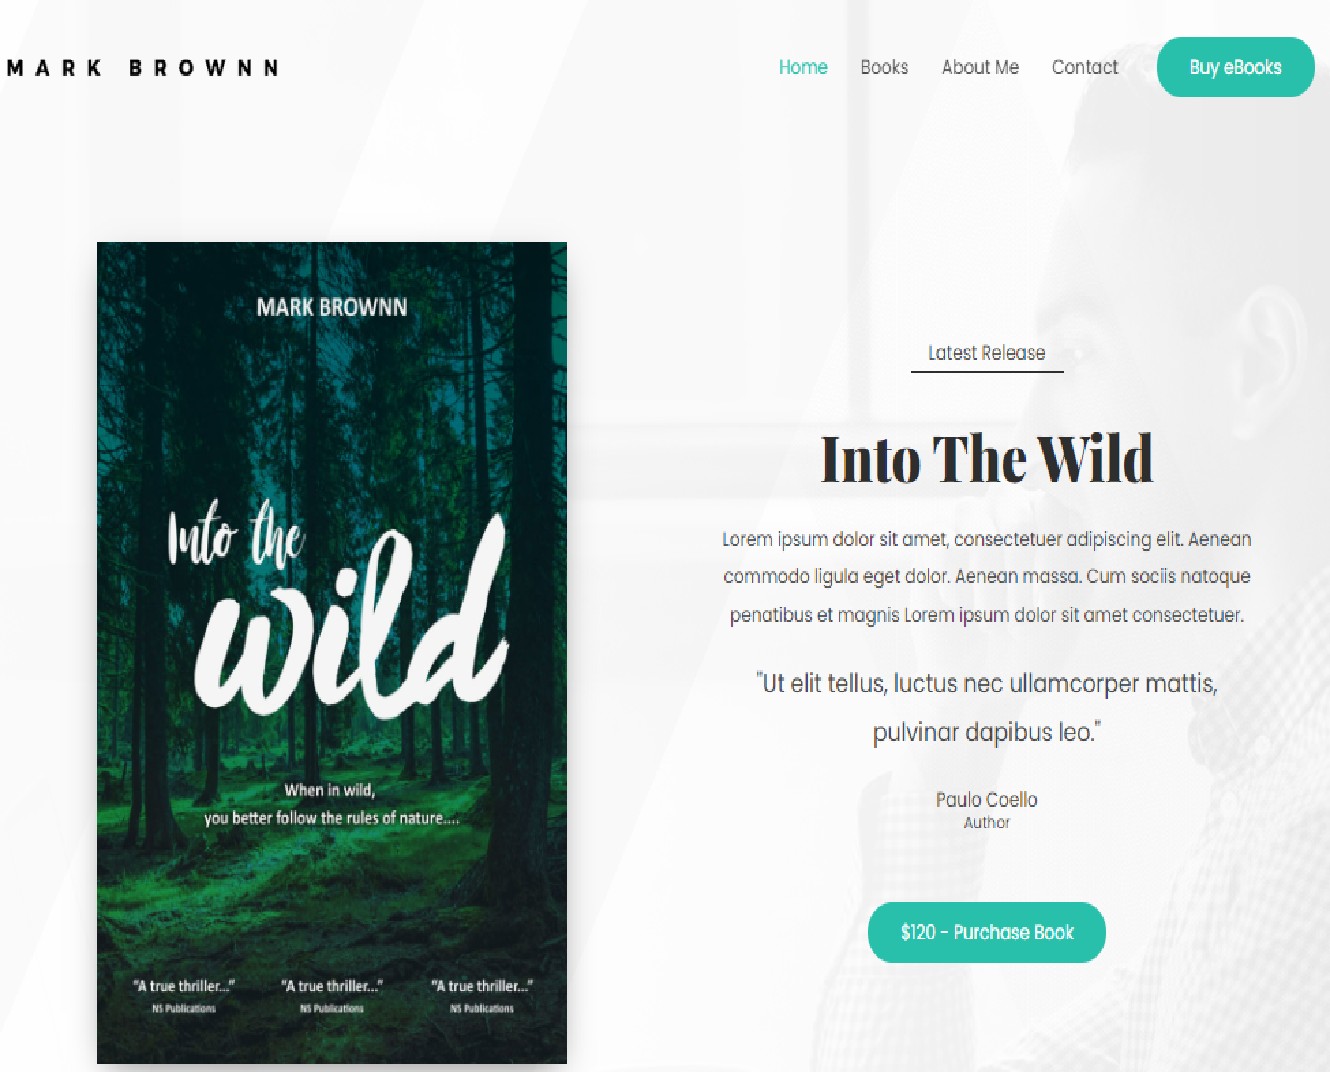 MARK BROWNN
Home Books About Me Contact Buy eBooks
MARK BROWNN
Into the
wild
When in wild,
you better follow the rules of nature....
"A true thriller..." "A true thriller..." "A true thriller..."
NS Publications NS Publications NS Publications
Latest Release
Into The Wild
Lorem ipsum dolor sit amet, consectetuer adipiscing elit. Aenean
commodo ligula eget dolor. Aenean massa. Cum sociis natoque
penatibus et magnis Lorem ipsum dolor sit amet consectetuer.
"Ut elit tellus, luctus nec ullamcorper mattis,
pulvinar dapibus leo."
Paulo Coello
Author
$120 - Purchase Book